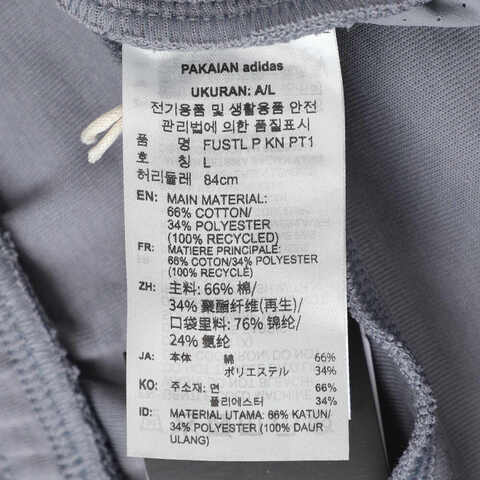 PAKAIAN adidas
UKURAN: A/L
전기용품 및 생활용품 안전
관리법에 의한 품질표시
품 명 FUSTL P KN PT1
호 칭 L
허리둘레 84cm
EN: MAIN MATERIAL:
66% COTTON/
34% POLYESTER
(100% RECYCLED)
FR: MATIERE PRINCIPALE:
66% COTON/34% POLYESTER
(100% RECYCLE)
ZH: 主料: 66% 棉/
34% 聚酯纤维(再生)/
口袋里料: 76% 锦纶/
24% 氨纶
JA: 本体 綿 66%
ポリエステル 34%
KO: 주소재: 면 66%
폴리에스터 34%
ID: MATERIAL UTAMA: 66% KATUN/
34% POLYESTER (100% DAUR
ULANG)